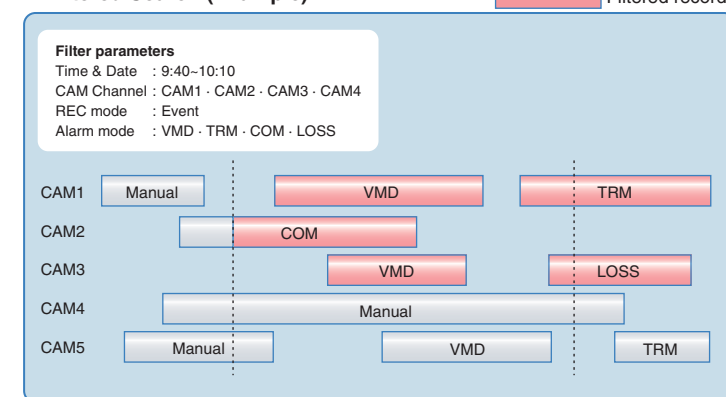 Filter parameters
Time & Date : 9:40~10:10
CAM Channel : CAM1 · CAM2 · CAM3 · CAM4
REC mode : Event
Alarm mode : VMD · TRM · COM · LOSS
CAM1 Manual VMD TRM
CAM2 COM
CAM3 VMD LOSS
CAM4 Manual
CAM5 Manual VMD TRM